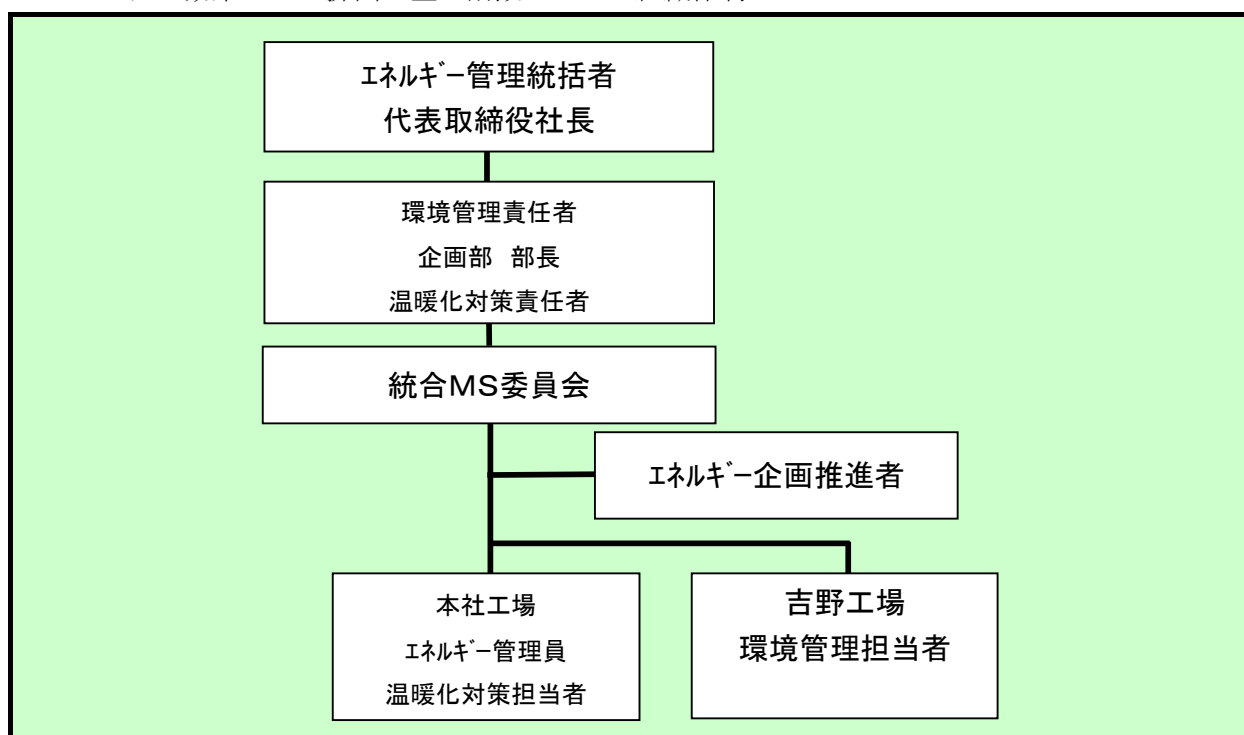 ｴﾈﾙｷﾞｰ管理統括者
代表取締役社長
環境管理責任者
企画部　部長
温暖化対策責任者
統合ＭＳ委員会
ｴﾈﾙｷﾞｰ企画推進者
本社工場
ｴﾈﾙｷﾞｰ管理員
温暖化対策担当者
吉野工場
環境管理担当者